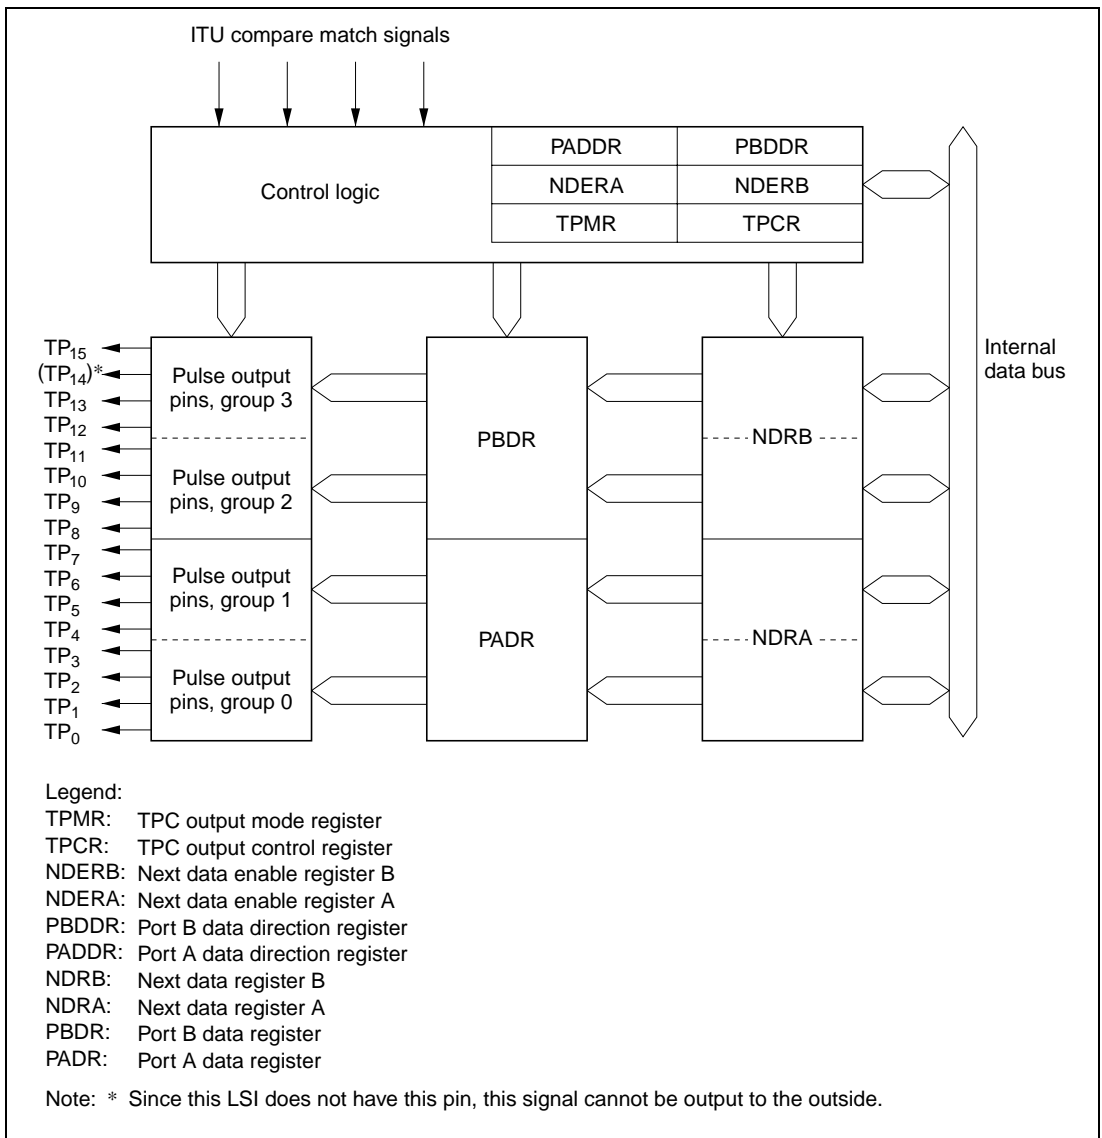 ITU compare match signals
Control logic
PADDR PBDDR
NDERA NDERB
TPMR TPCR
Internal
data bus
TP15
(TP14)*
TP13
TP12
TP11
TP10
TP9
TP8
TP7
TP6
TP5
TP4
TP3
TP2
TP1
TP0
Pulse output
pins, group 3
Pulse output
pins, group 2
Pulse output
pins, group 1
Pulse output
pins, group 0
PBDR
PADR
NDRB
NDRA
Legend:
TPMR: TPC output mode register
TPCR: TPC output control register
NDERB: Next data enable register B
NDERA: Next data enable register A
PBDDR: Port B data direction register
PADDR: Port A data direction register
NDRB: Next data register B
NDRA: Next data register A
PBDR: Port B data register
PADR: Port A data register
Note: * Since this LSI does not have this pin, this signal cannot be output to the outside.